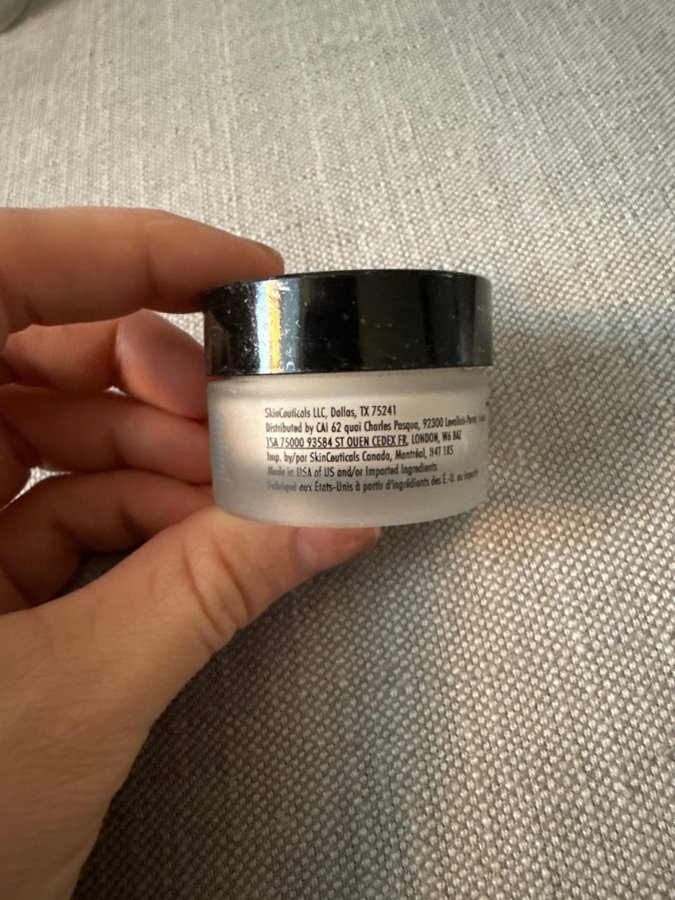 SkinCeuticals LLC, Dallas, TX 75241
Distributed by CAI 62 quai Charles Pasqua, 92300 Levallois-Perret,
TSA 75000 93584 ST OUEN CEDEX FR, LONDON, W6 8AZ
Imp. by/par SkinCeuticals Canada, Montréal, H4T 1K5
Made in USA of US and/or Imported Ingredients
Fabriqué aux États-Unis à partir d'ingrédients des É.-U. ou importés